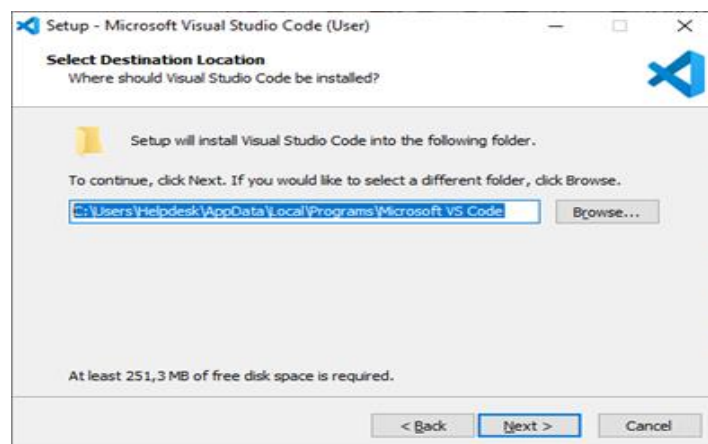 Setup - Microsoft Visual Studio Code (User)
Select Destination Location
Where should Visual Studio Code be installed?
Setup will install Visual Studio Code into the following folder.
To continue, click Next. If you would like to select a different folder, click Browse.
C:\Users\Helpdesk\AppData\Local\Programs\Microsoft VS Code
Browse...
At least 251,3 MB of free disk space is required.
< Back Next > Cancel